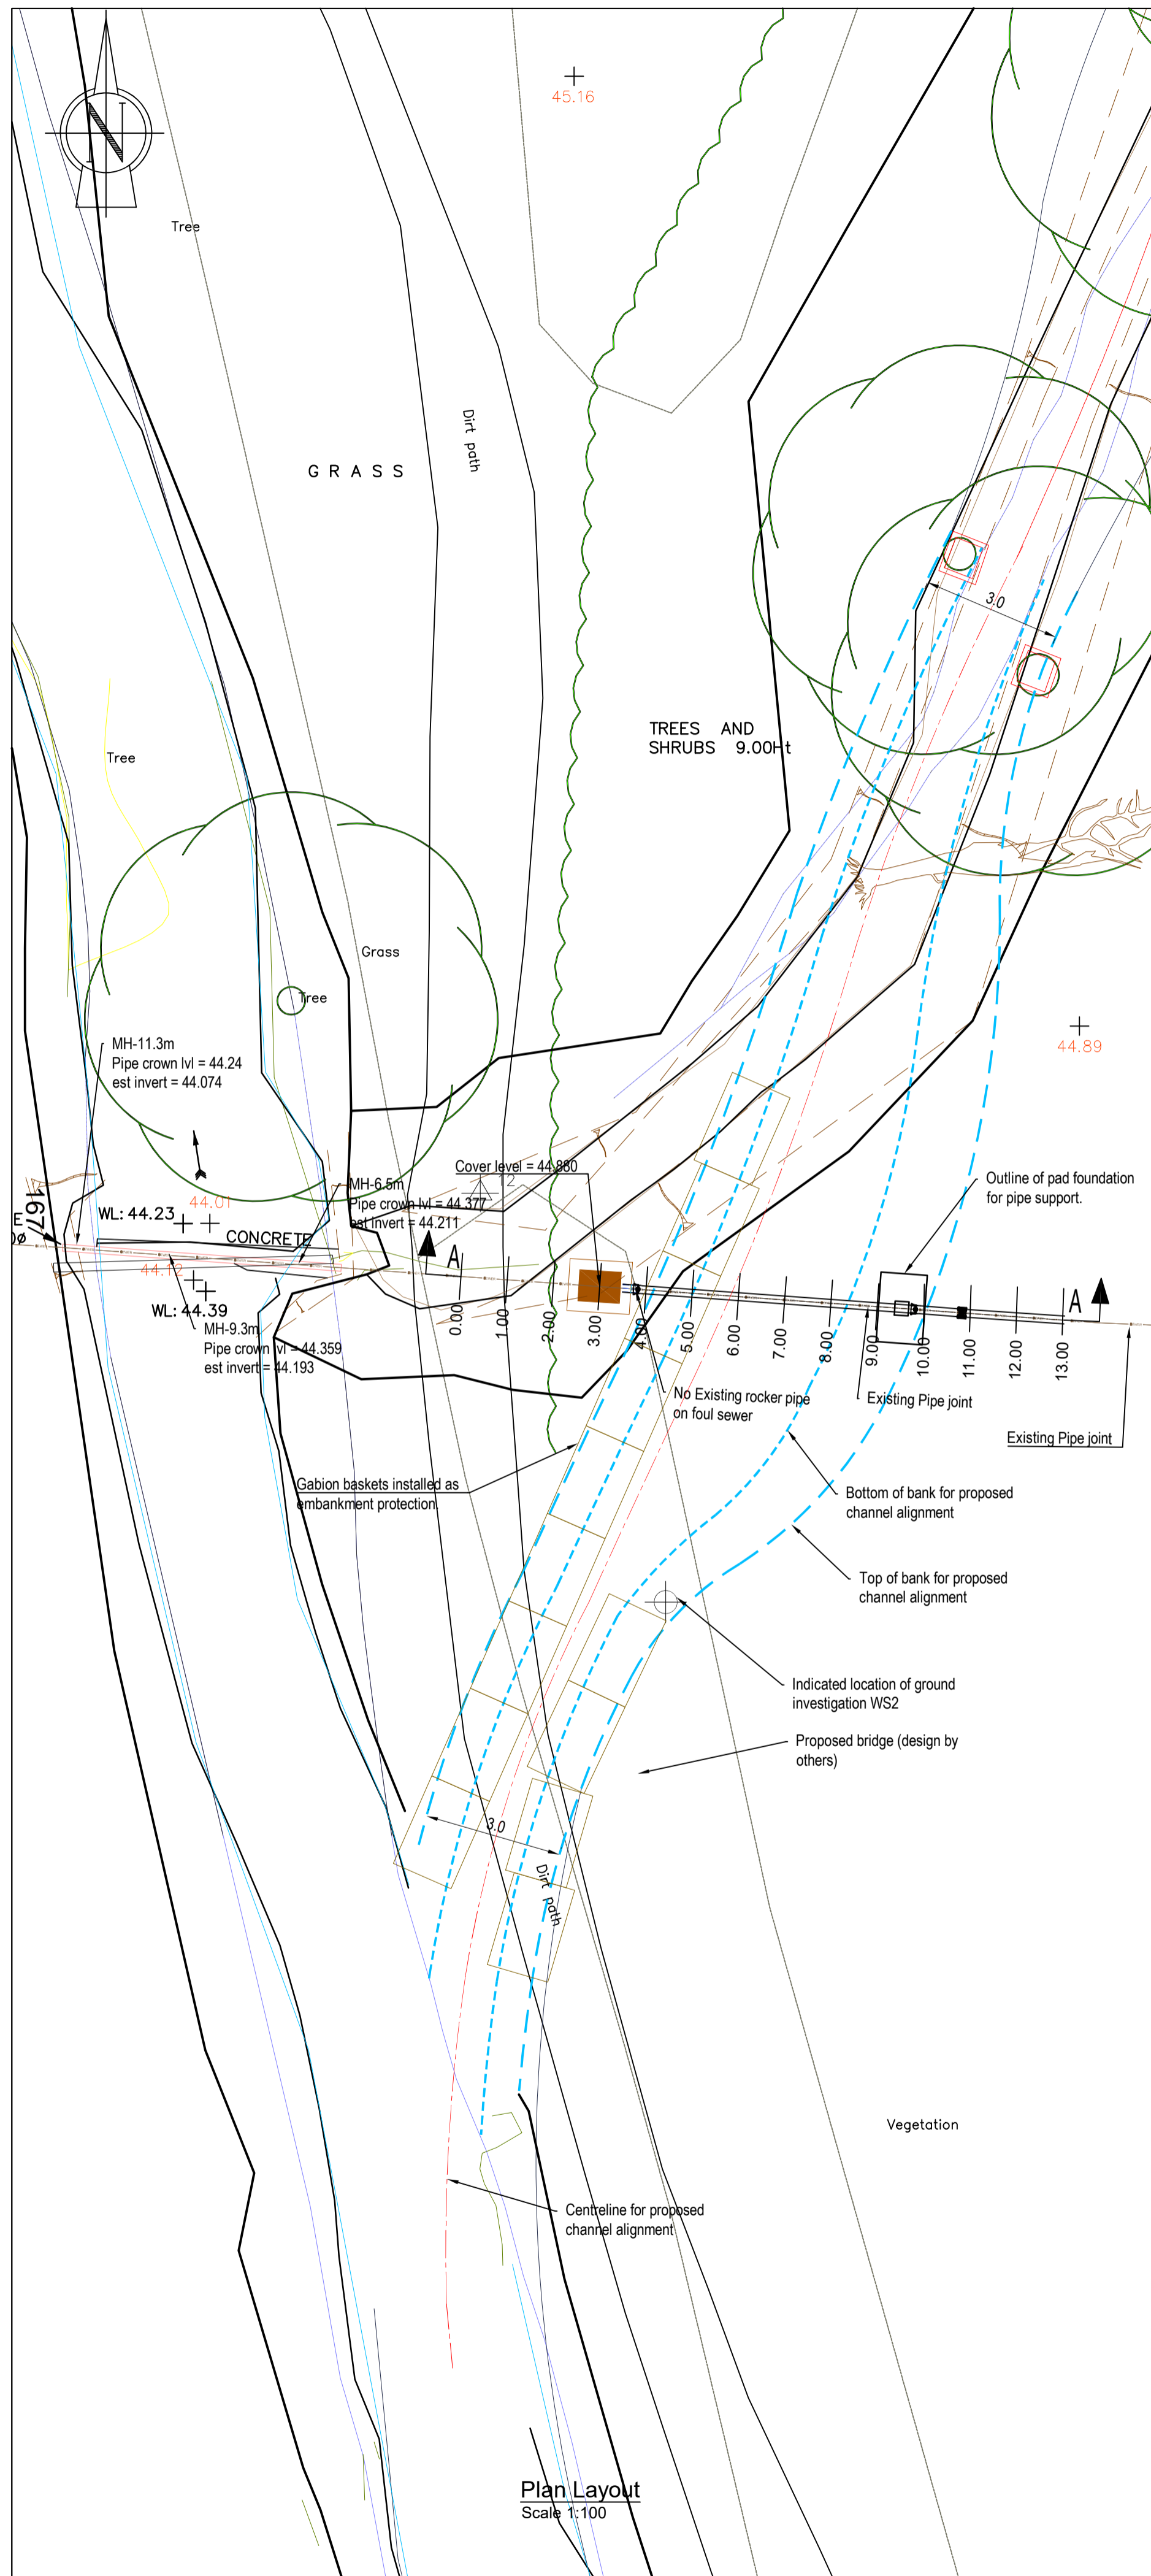 N
45.16
Tree
Dirt path
GRASS
3.0
TREES AND
SHRUBS 9.00Ht
Tree
Grass
Tree
44.89
MH-11.3m
Pipe crown lvl = 44.24
est invert = 44.074
Cover level = 44.880
12
MH-6.5m
Pipe crown lvl = 44.377
est invert = 44.211
Outline of pad foundation
for pipe support.
44.01
WL: 44.23
CONCRETE
167
E
0ø
44.12
WL: 44.39
MH-9.3m
Pipe crown lvl = 44.359
est invert = 44.193
A
A
0.00
1.00
2.00
3.00
4.00
5.00
6.00
7.00
8.00
9.00
10.00
11.00
12.00
13.00
No Existing rocker pipe
on foul sewer
Existing Pipe joint
Existing Pipe joint
Gabion baskets installed as
embankment protection
Bottom of bank for proposed
channel alignment
Top of bank for proposed
channel alignment
Indicated location of ground
investigation WS2
Proposed bridge (design by
others)
3.0
Dirt path
Vegetation
Centreline for proposed
channel alignment
Plan Layout
Scale 1:100